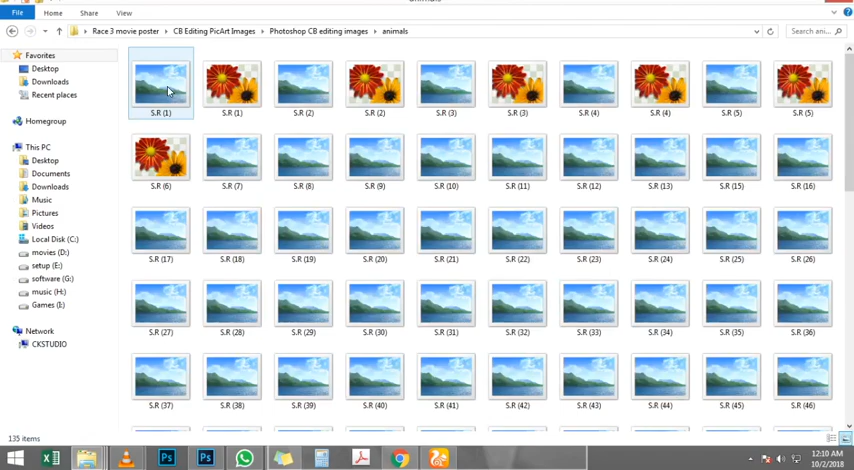 File Home Share View
Race 3 movie poster CB Editing PicArt Images Photoshop CB editing images animals Search ani...
Favorites
Desktop
Downloads
Recent places
Homegroup
This PC
Desktop
Documents
Downloads
Music
Pictures
Videos
Local Disk (C:)
movies (D:)
setup (E:)
software (G:)
music (H:)
Games (I:)
Network
CKSTUDIO
S.R (1) S.R (1) S.R (2) S.R (2) S.R (3) S.R (3) S.R (4) S.R (4) S.R (5) S.R (5)
S.R (6) S.R (7) S.R (8) S.R (9) S.R (10) S.R (11) S.R (12) S.R (13) S.R (15) S.R (16)
S.R (17) S.R (18) S.R (19) S.R (20) S.R (21) S.R (22) S.R (23) S.R (24) S.R (25) S.R (26)
S.R (27) S.R (28) S.R (29) S.R (30) S.R (31) S.R (32) S.R (33) S.R (34) S.R (35) S.R (36)
S.R (37) S.R (38) S.R (39) S.R (40) S.R (41) S.R (42) S.R (43) S.R (44) S.R (45) S.R (46)
135 items
Ps Ps
12:10 AM
10/2/2018